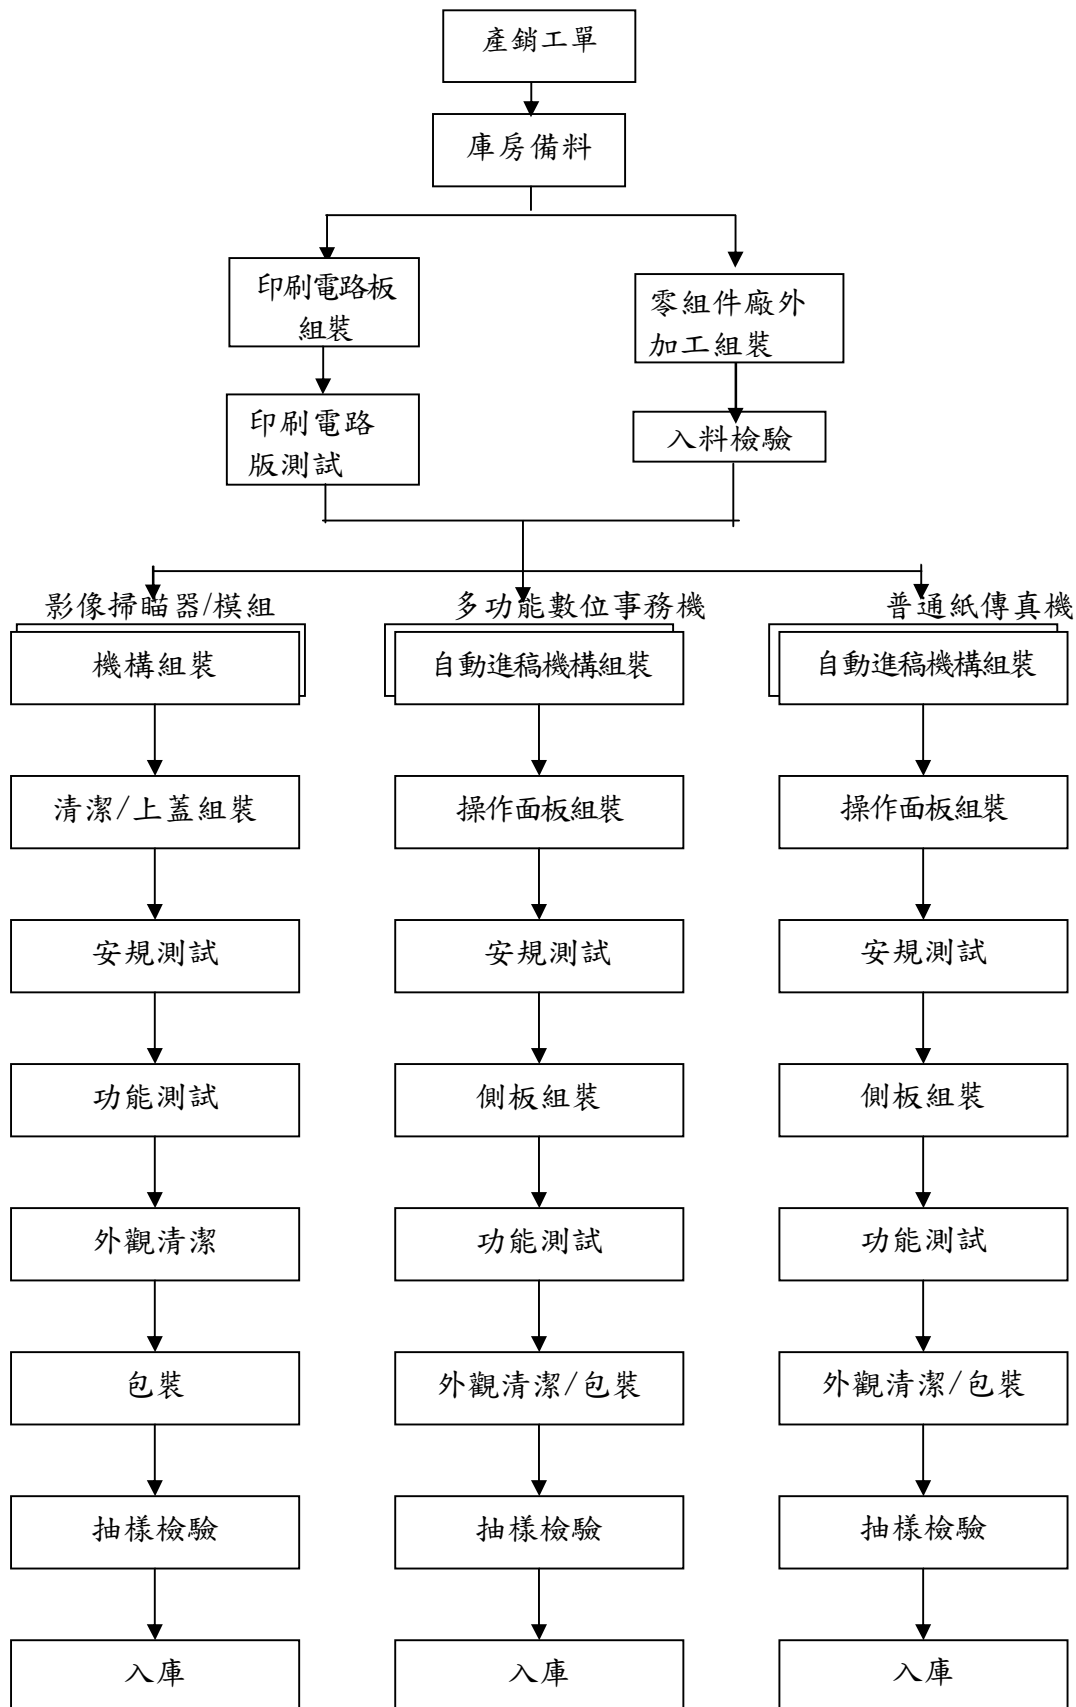 產銷工單
庫房備料
印刷電路板
組裝
零組件廠外
加工組裝
印刷電路
版測試
入料檢驗
影像掃瞄器/模組
多功能數位事務機
普通紙傳真機
機構組裝
自動進稿機構組裝
自動進稿機構組裝
清潔/上蓋組裝
操作面板組裝
操作面板組裝
安規測試
安規測試
安規測試
功能測試
側板組裝
側板組裝
外觀清潔
功能測試
功能測試
包裝
外觀清潔/包裝
外觀清潔/包裝
抽樣檢驗
抽樣檢驗
抽樣檢驗
入庫
入庫
入庫